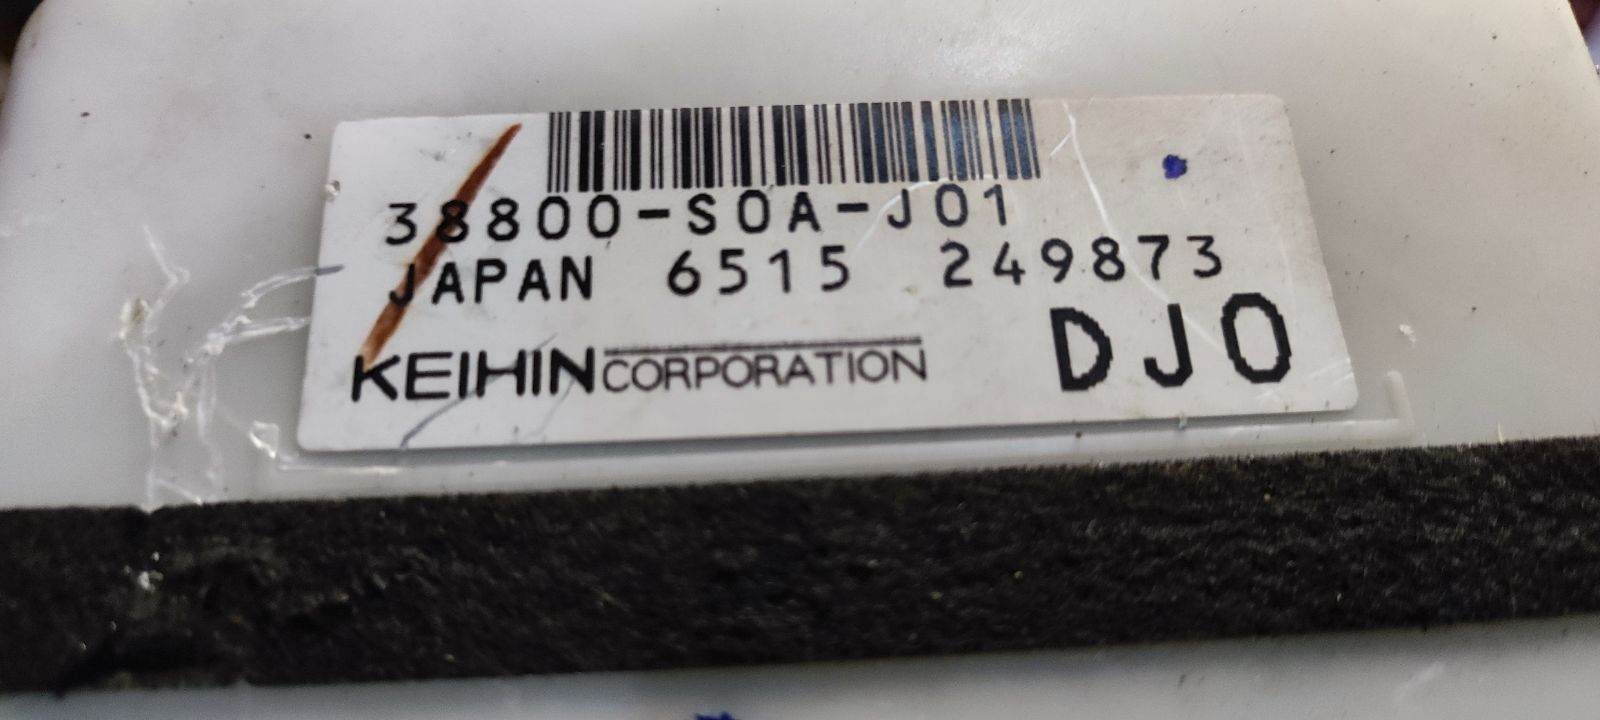 38800-S0A-J01
JAPAN 6515 249873
KEIHIN CORPORATION DJ0